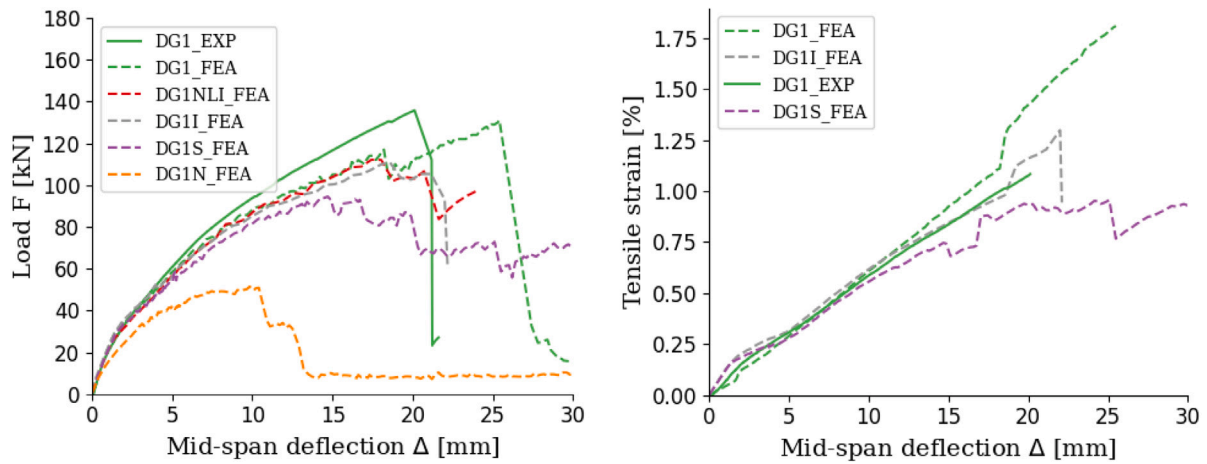 Load F [kN]
180
160
140
120
100
80
60
40
20
0
DG1_EXP
DG1_FEA
DG1NLI_FEA
DG1I_FEA
DG1S_FEA
DG1N_FEA
0 5 10 15 20 25 30
Mid-span deflection Δ [mm]
Tensile strain [%]
1.75
1.50
1.25
1.00
0.75
0.50
0.25
0.00
DG1_FEA
DG1I_FEA
DG1_EXP
DG1S_FEA
0 5 10 15 20 25 30
Mid-span deflection Δ [mm]